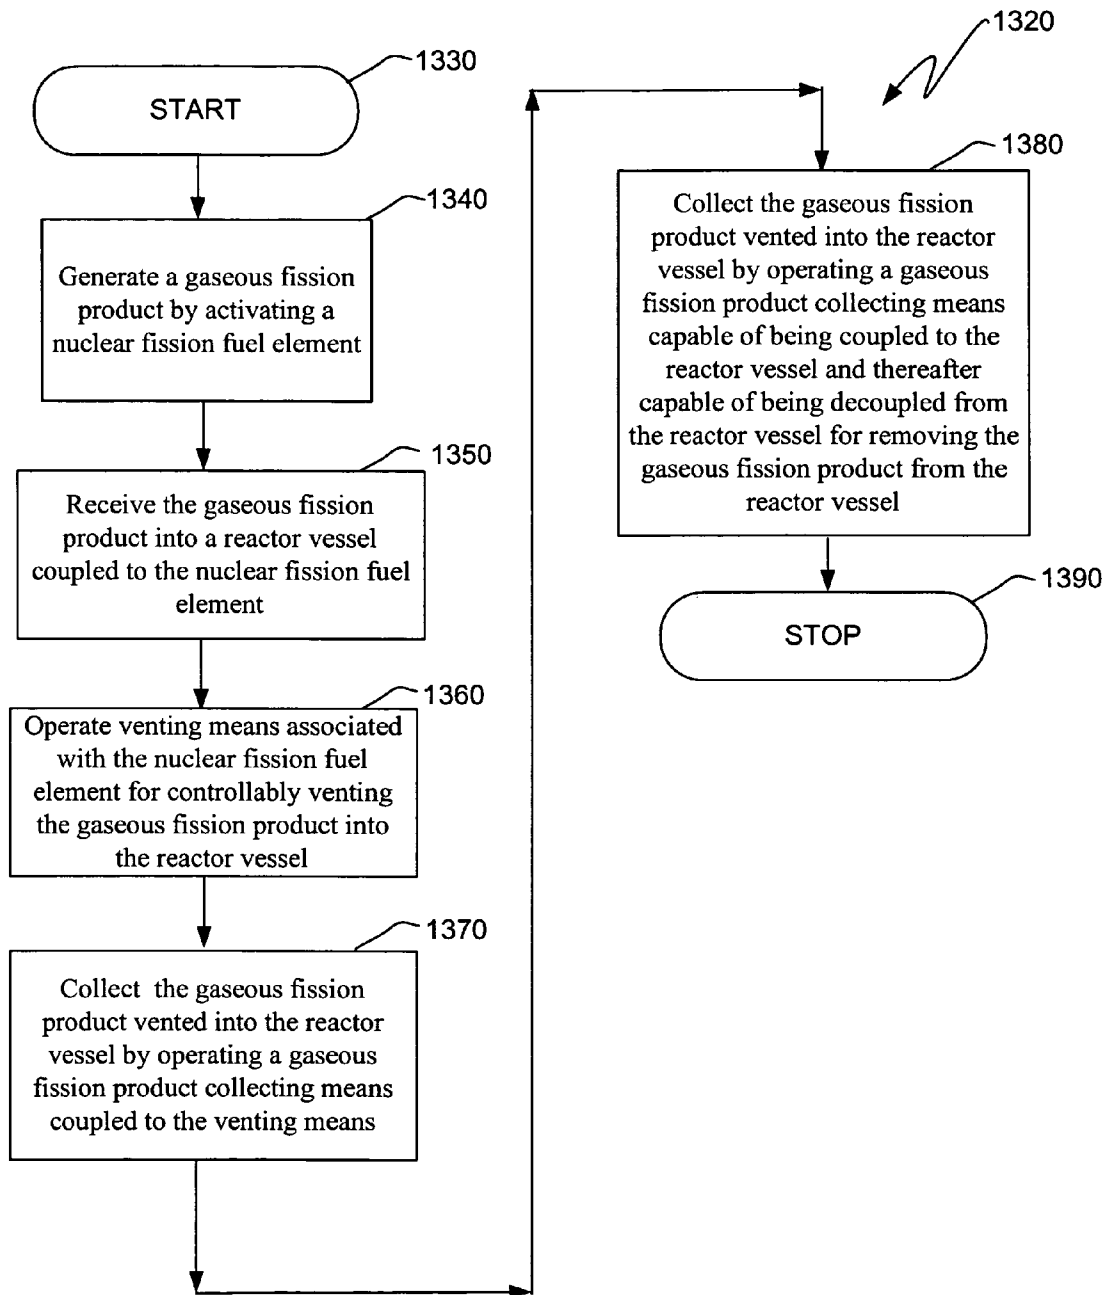 1320
1330
START
1340
Generate a gaseous fission
product by activating a
nuclear fission fuel element
1350
Receive the gaseous fission
product into a reactor vessel
coupled to the nuclear fission fuel
element
1360
Operate venting means associated
with the nuclear fission fuel
element for controllably venting
the gaseous fission product into
the reactor vessel
1370
Collect the gaseous fission
product vented into the reactor
vessel by operating a gaseous
fission product collecting means
coupled to the venting means
1380
Collect the gaseous fission
product vented into the reactor
vessel by operating a gaseous
fission product collecting means
capable of being coupled to the
reactor vessel and thereafter
capable of being decoupled from
the reactor vessel for removing the
gaseous fission product from the
reactor vessel
1390
STOP